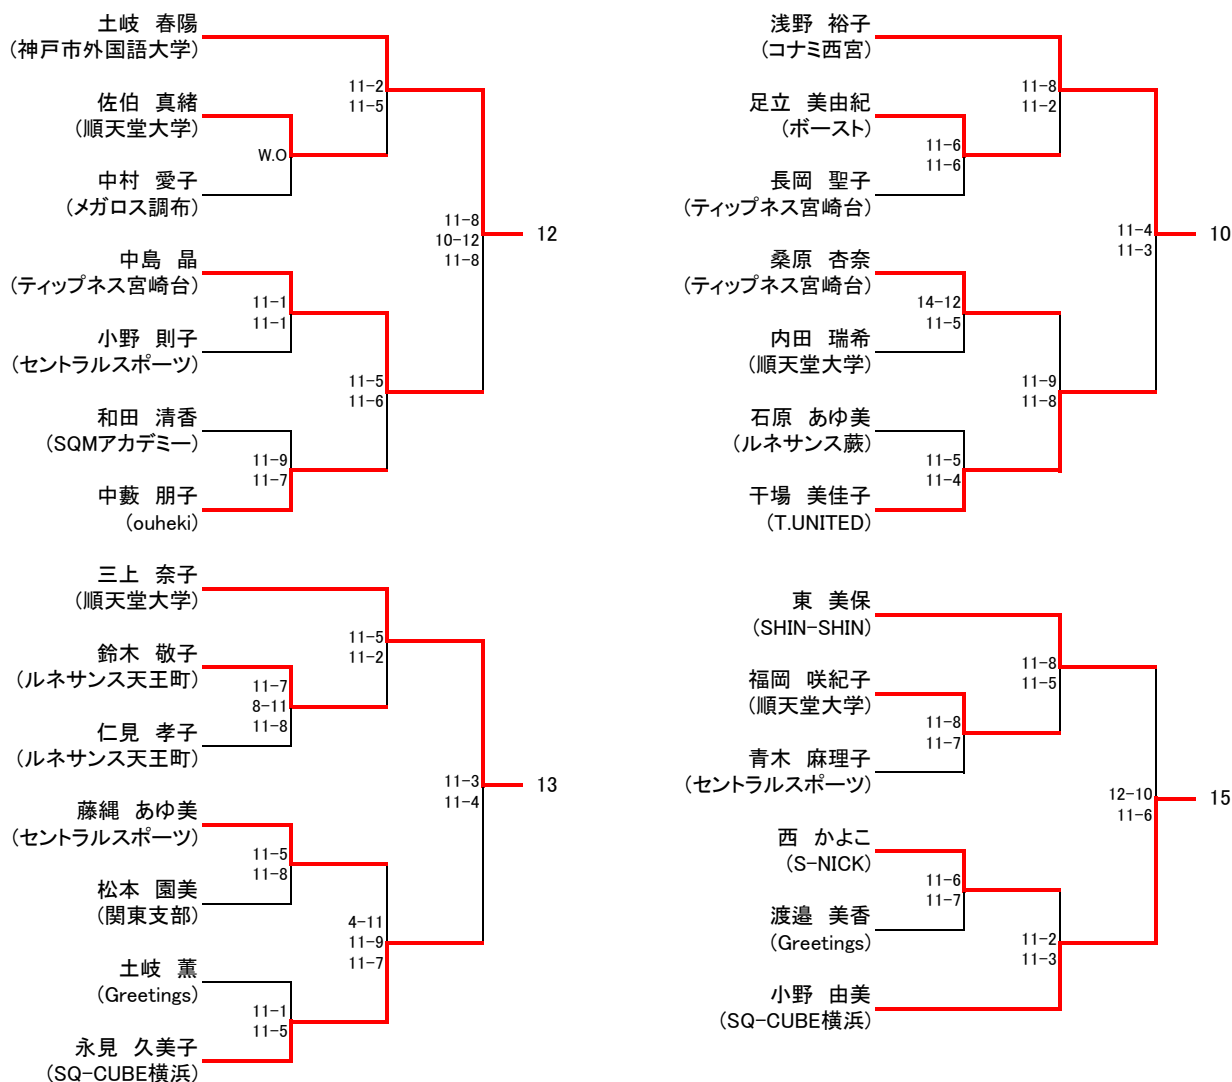 土岐　春陽
(神戸市外国語大学)
11-2
11-5
佐伯　真緒
(順天堂大学)
W.O
中村　愛子
(メガロス調布)
11-8
10-12
11-8
12
中島　晶
(ティップネス宮崎台)
11-1
11-1
小野　則子
(セントラルスポーツ)
11-5
11-6
和田　清香
(SQMアカデミー)
11-9
11-7
中藪　朋子
(ouheki)
三上　奈子
(順天堂大学)
11-5
11-2
鈴木　敬子
(ルネサンス天王町)
11-7
8-11
11-8
仁見　孝子
(ルネサンス天王町)
11-3
11-4
13
藤縄　あゆ美
(セントラルスポーツ)
11-5
11-8
松本　園美
(関東支部)
4-11
11-9
11-7
土岐　薫
(Greetings)
11-1
11-5
永見　久美子
(SQ-CUBE横浜)
浅野　裕子
(コナミ西宮)
11-8
11-2
足立　美由紀
(ボースト)
11-6
11-6
長岡　聖子
(ティップネス宮崎台)
11-4
11-3
10
桑原　杏奈
(ティップネス宮崎台)
14-12
11-5
内田　瑞希
(順天堂大学)
11-9
11-8
石原　あゆ美
(ルネサンス蕨)
11-5
11-4
干場　美佳子
(T.UNITED)
東　美保
(SHIN-SHIN)
11-8
11-5
福岡　咲紀子
(順天堂大学)
11-8
11-7
青木　麻理子
(セントラルスポーツ)
12-10
11-6
15
西　かよこ
(S-NICK)
11-6
11-7
渡邉　美香
(Greetings)
11-2
11-3
小野　由美
(SQ-CUBE横浜)